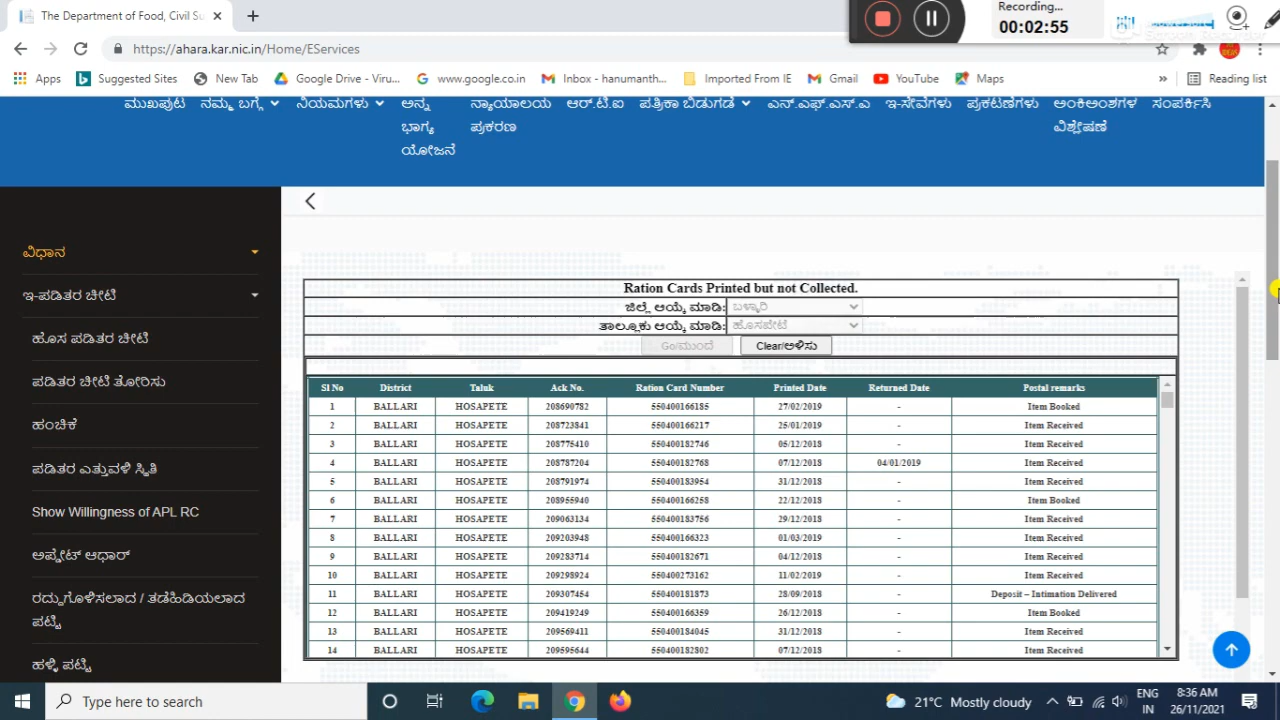 The Department of Food, Civil Su
Recording...
00:02:55
https://ahara.kar.nic.in/Home/EServices
Apps
Suggested Sites
New Tab
Google Drive - Viru...
www.google.co.in
Inbox - hanumanth...
Imported From IE
Gmail
YouTube
Maps
»
Reading list
ಮುಖಪುಟ ನಮ್ಮ ಬಗ್ಗೆ ನಿಯಮಗಳು ಅನ್ನ ನ್ಯಾಯಾಲಯ ಆರ್.ಟಿ.ಐ ಪತ್ರಿಕಾ ಬಿಡುಗಡೆ ಎನ್.ಎಫ್.ಎಸ್.ಎ ಇ-ಸೇವೆಗಳು ಪ್ರಕಟಣೆಗಳು ಅಂಕಿಅಂಶಗಳ ಸಂಪರ್ಕಿಸಿ
ಭಾಗ್ಯ ಪ್ರಕರಣ ವಿಶ್ಲೇಷಣೆ
ಯೋಜನೆ
ವಿಧಾನ
ಇ-ಪಡಿತರ ಚೀಟಿ
ಹೊಸ ಪಡಿತರ ಚೀಟಿ
ಪಡಿತರ ಚೀಟಿ ತೋರಿಸು
ಹಂಚಿಕೆ
ಪಡಿತರ ಎತ್ತುವಳಿ ಸ್ಥಿತಿ
Show Willingness of APL RC
ಅಪ್ಡೇಟ್ ಆಧಾರ್
ರದ್ದುಗೊಳಿಸಲಾದ / ತಡೆಹಿಡಿಯಲಾದ
ಪಟ್ಟಿ
ಹಳ್ಳಿ ಪಟ್ಟಿ
Ration Cards Printed but not Collected.
ಜಿಲ್ಲೆ ಆಯ್ಕೆ ಮಾಡಿ: ಬಳ್ಳಾರಿ
ತಾಲ್ಲೂಕು ಆಯ್ಕೆ ಮಾಡಿ: ಹೊಸಪೇಟೆ
Go/ಮುಂದೆ Clear/ಅಳಿಸು
Sl No District Taluk Ack No. Ration Card Number Printed Date Returned Date Postal remarks
1 BALLARI HOSAPETE 208690782 550400166185 27/02/2019 - Item Booked
2 BALLARI HOSAPETE 208723841 550400166217 25/01/2019 - Item Received
3 BALLARI HOSAPETE 208775410 550400182746 05/12/2018 - Item Received
4 BALLARI HOSAPETE 208787204 550400182768 07/12/2018 04/01/2019 Item Received
5 BALLARI HOSAPETE 208791974 550400183954 31/12/2018 - Item Received
6 BALLARI HOSAPETE 208955940 550400166258 22/12/2018 - Item Booked
7 BALLARI HOSAPETE 209063134 550400183756 29/12/2018 - Item Received
8 BALLARI HOSAPETE 209203948 550400166323 01/03/2019 - Item Received
9 BALLARI HOSAPETE 209283714 550400182671 04/12/2018 - Item Received
10 BALLARI HOSAPETE 209298924 550400273162 11/02/2019 - Item Received
11 BALLARI HOSAPETE 209307454 550400181873 28/09/2018 - Deposit – Intimation Delivered
12 BALLARI HOSAPETE 209419249 550400166359 26/12/2018 - Item Booked
13 BALLARI HOSAPETE 209569411 550400184045 31/12/2018 - Item Received
14 BALLARI HOSAPETE 209595644 550400182802 07/12/2018 - Item Received
Type here to search
21°C Mostly cloudy
ENG
IN
8:36 AM
26/11/2021